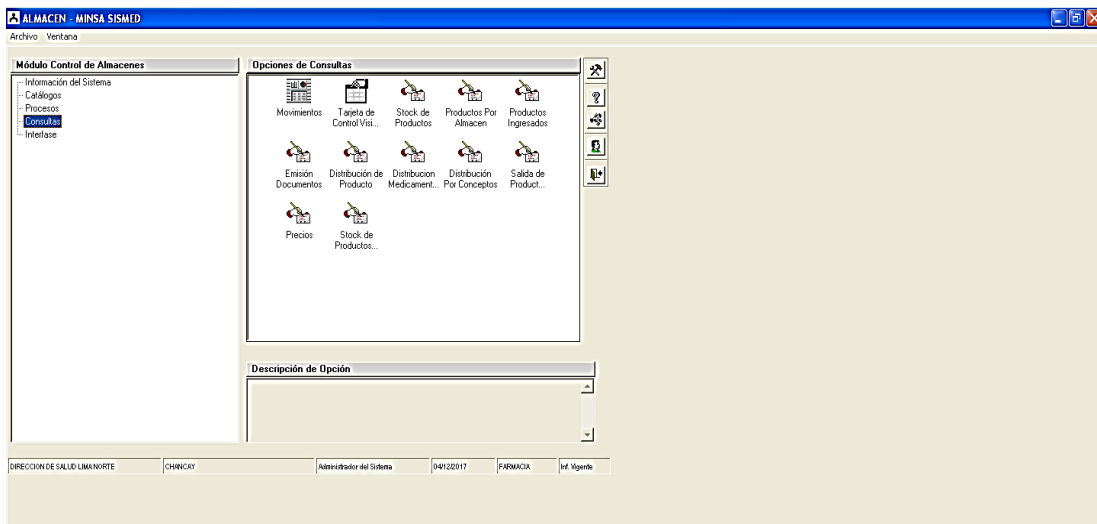 ALMACEN - MINSA SISMED
Archivo Ventana
Módulo Control de Almacenes
Información del Sistema
Catálogos
Procesos
Consultas
Interfase
Opciones de Consultas
Movimientos
Tarjeta de Control Visi...
Stock de Productos
Productos Por Almacen
Productos Ingresados
Emisión Documentos
Distribución de Producto
Distribucion Medicament...
Distribución Por Conceptos
Salida de Product...
Precios
Stock de Productos...
Descripción de Opción
DIRECCION DE SALUD LIMA NORTE CHANCAY Administrador del Sistema 04/12/2017 FARMACIA Inf. Vigente